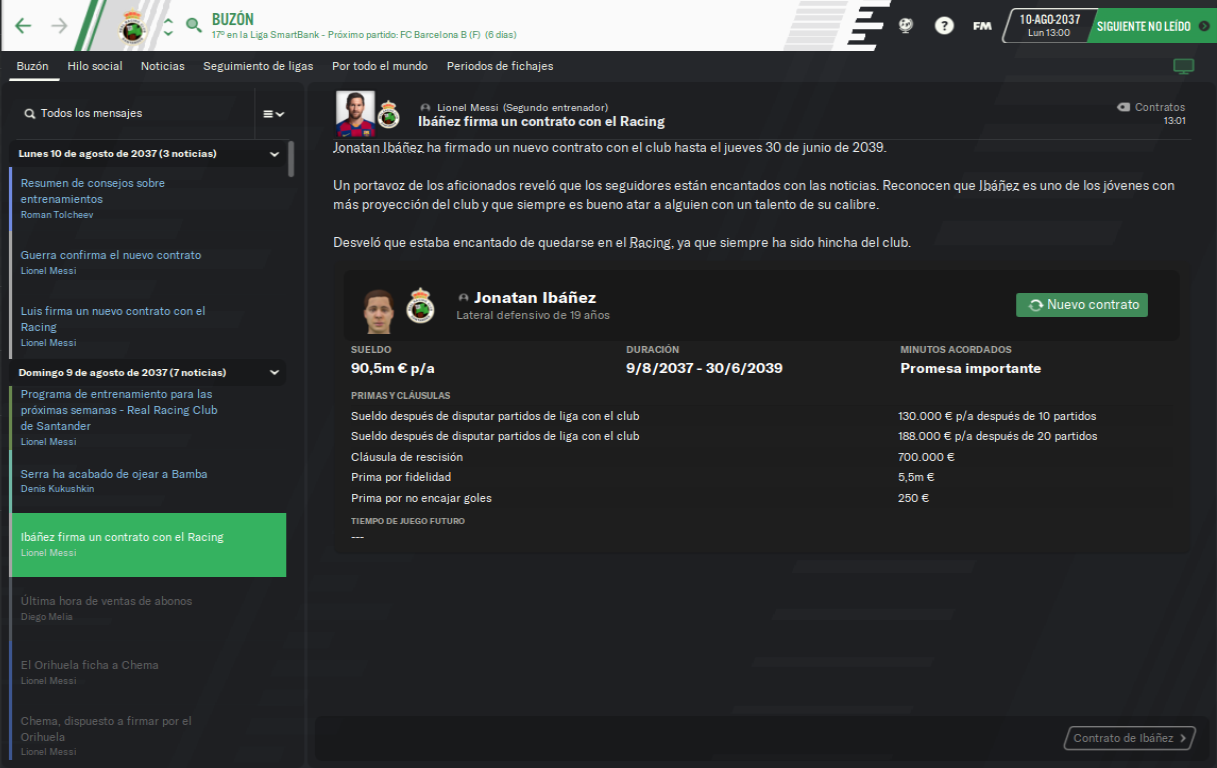 BUZÓN
17º en la Liga SmartBank - Próximo partido: FC Barcelona B (F) (6 días)
?
FM
10-AGO-2037
Lun 13:00
SIGUIENTE NO LEÍDO
Buzón Hilo social Noticias Seguimiento de ligas Por todo el mundo Periodos de fichajes
Todos los mensajes
Lunes 10 de agosto de 2037 (3 noticias)
Resumen de consejos sobre
entrenamientos
Roman Tolcheev
Guerra confirma el nuevo contrato
Lionel Messi
Luis firma un nuevo contrato con el
Racing
Lionel Messi
Domingo 9 de agosto de 2037 (7 noticias)
Programa de entrenamiento para las
próximas semanas - Real Racing Club
de Santander
Lionel Messi
Serra ha acabado de ojear a Bamba
Denis Kukushkin
Ibáñez firma un contrato con el Racing
Lionel Messi
Última hora de ventas de abonos
Diego Melia
El Orihuela ficha a Chema
Lionel Messi
Chema, dispuesto a firmar por el
Orihuela
Lionel Messi
Lionel Messi (Segundo entrenador)
Ibáñez firma un contrato con el Racing
Contratos
13:01
Jonatan Ibáñez ha firmado un nuevo contrato con el club hasta el jueves 30 de junio de 2039.
Un portavoz de los aficionados reveló que los seguidores están encantados con las noticias. Reconocen que Ibáñez es uno de los jóvenes con
más proyección del club y que siempre es bueno atar a alguien con un talento de su calibre.
Desveló que estaba encantado de quedarse en el Racing, ya que siempre ha sido hincha del club.
Jonatan Ibáñez
Lateral defensivo de 19 años
Nuevo contrato
SUELDO DURACIÓN MINUTOS ACORDADOS
90,5m € p/a 9/8/2037 - 30/6/2039 Promesa importante
PRIMAS Y CLÁUSULAS
Sueldo después de disputar partidos de liga con el club 130.000 € p/a después de 10 partidos
Sueldo después de disputar partidos de liga con el club 188.000 € p/a después de 20 partidos
Cláusula de rescisión 700.000 €
Prima por fidelidad 5,5m €
Prima por no encajar goles 250 €
TIEMPO DE JUEGO FUTURO
---
Contrato de Ibáñez